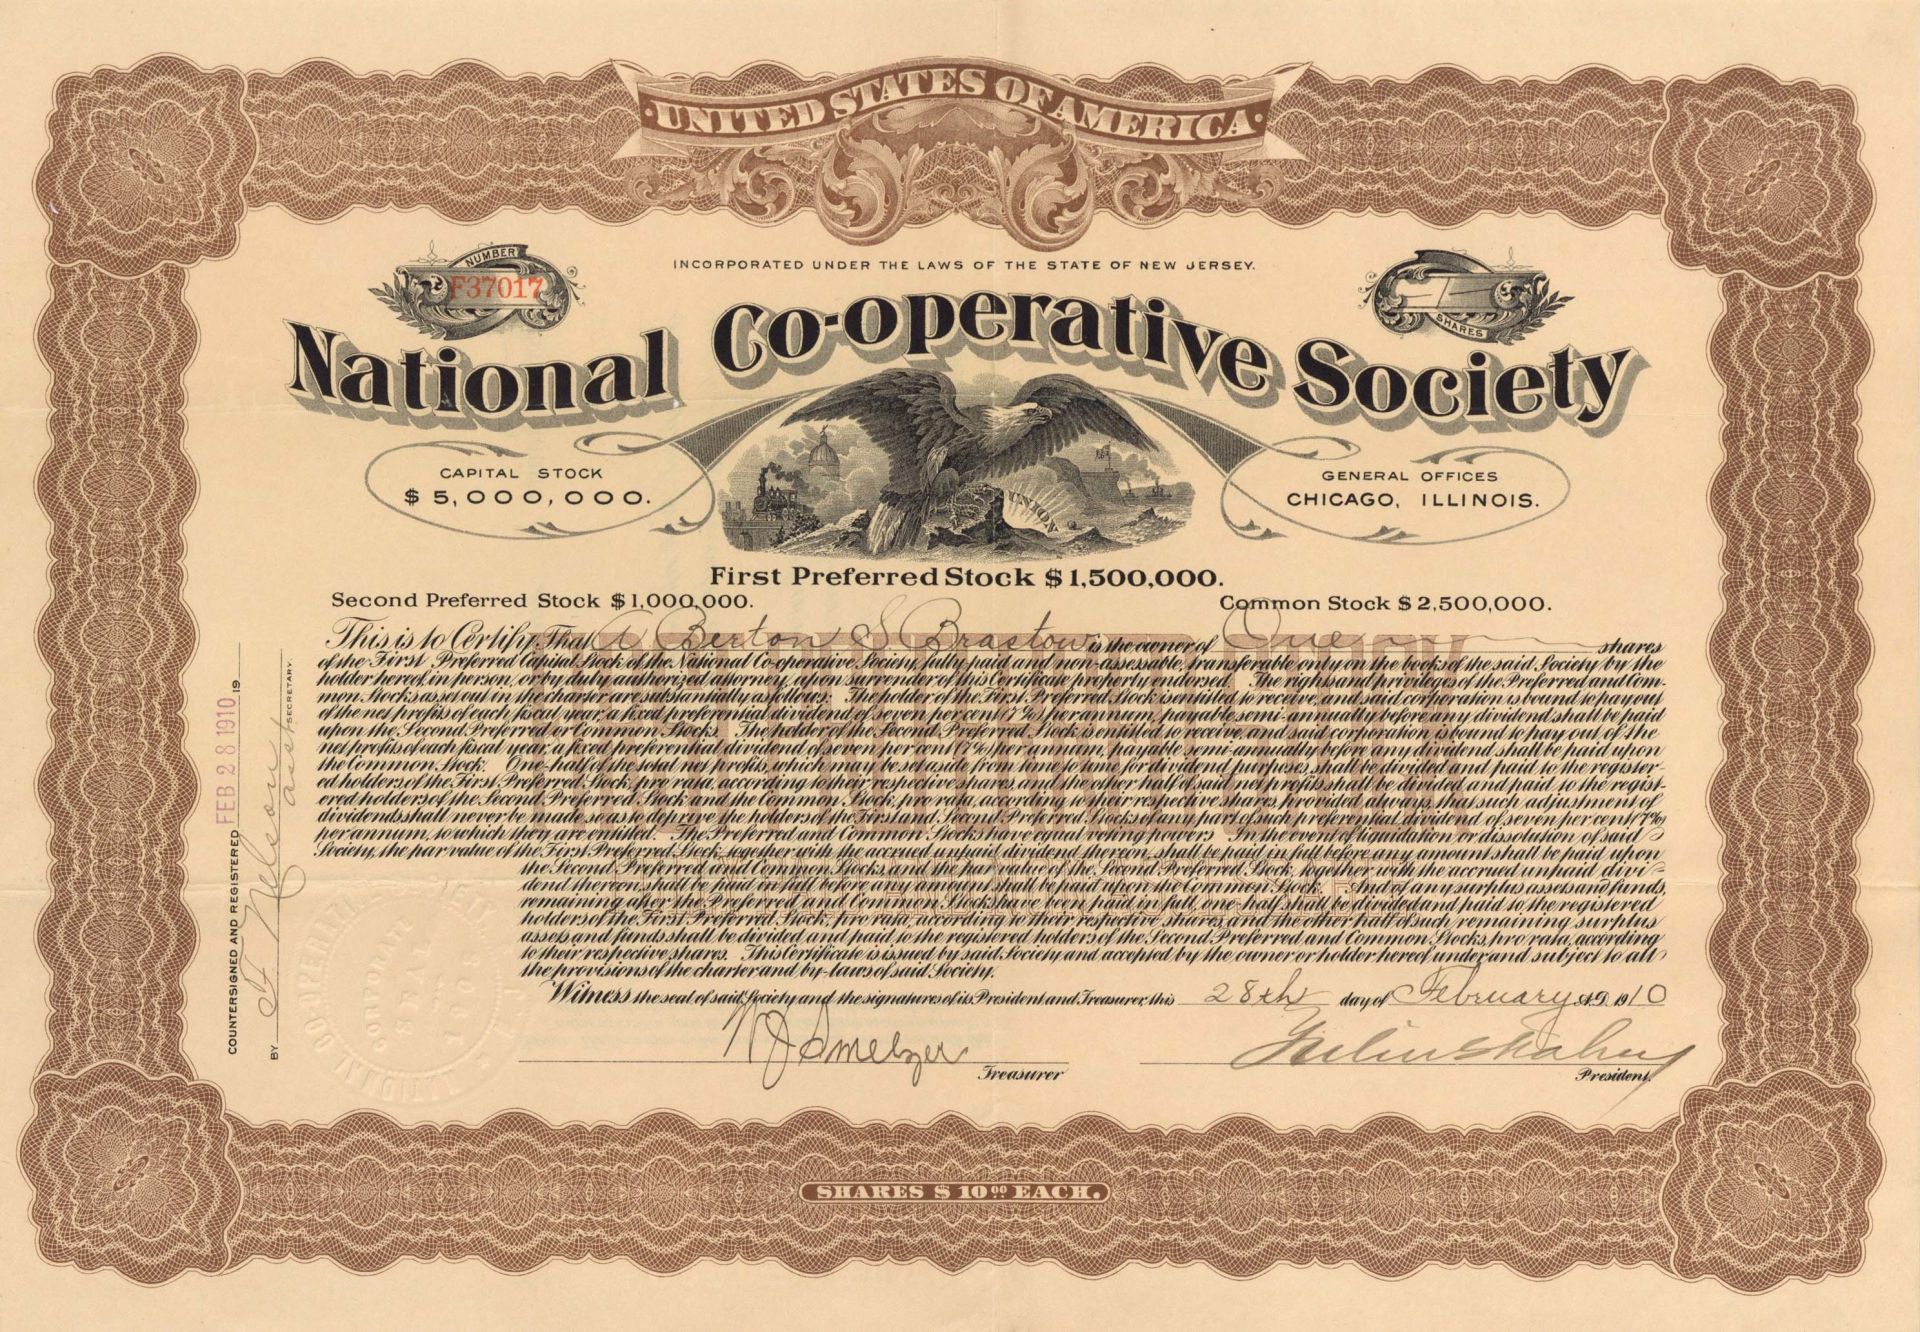 UNITED STATES OF AMERICA
INCORPORATED UNDER THE LAWS OF THE STATE OF NEW JERSEY.
NUMBER
F37017
SHARES
National Co-operative Society
CAPITAL STOCK
$5,000,000.
UNION
GENERAL OFFICES
CHICAGO, ILLINOIS.
First Preferred Stock $1,500,000.
Second Preferred Stock $1,000,000.
Common Stock $2,500,000.
This is to Certify, That A Berton S Brastow is the owner of One shares
of the First Preferred Capital Stock of the National Co-operative Society, fully paid and non-assessable, transferable only on the books of the said Society by the
holder hereof, in person, or by duly authorized attorney, upon surrender of this Certificate properly endorsed. The rights and privileges of the Preferred and Com-
mon Stocks as set out in the charter are substantially as follows: The holder of the First Preferred Stock is entitled to receive, and said corporation is bound to pay out
of the net profits of each fiscal year, a fixed preferential dividend of seven per cent (7%) per annum, payable semi-annually before any dividend shall be paid
upon the Second Preferred or Common Stocks. The holder of the Second Preferred Stock is entitled to receive, and said corporation is bound to pay out of the
net profits of each fiscal year, a fixed preferential dividend of seven per cent (7%) per annum, payable semi-annually before any dividend shall be paid upon
the Common Stock. One-half of the total net profits, which may be set aside from time to time for dividend purposes, shall be divided and paid to the register-
ed holders of the First Preferred Stock, pro rata, according to their respective shares, and the other half of said net profits shall be divided and paid to the regist-
ered holders of the Second Preferred Stock and the Common Stock, pro rata, according to their respective shares, provided always, that such adjustment of
dividends shall never be made so as to deprive the holders of the First and Second Preferred Stocks of any part of such preferential dividend of seven per cent (7%)
per annum, to which they are entitled. The Preferred and Common Stocks have equal voting powers. In the event of liquidation or dissolution of said
Society, the par value of the First Preferred Stock, together with the accrued unpaid dividend thereon, shall be paid in full before any amount shall be paid upon
the Second Preferred and Common Stocks, and the par value of the Second Preferred Stock, together with the accrued unpaid divi-
dend thereon, shall be paid in full before any amount shall be paid upon the Common Stock. And of any surplus assets and funds,
remaining after the Preferred and Common Stocks have been paid in full, one-half shall be divided and paid to the registered
holders of the First Preferred Stock, pro rata, according to their respective shares, and the other half of such remaining surplus
assets and funds shall be divided and paid to the registered holders of the Second Preferred and Common Stocks, pro rata, according
to their respective shares. This Certificate is issued by said Society and accepted by the owner or holder hereof under and subject to all
the provisions of the charter and by-laws of said Society.
Witness the seal of said Society and the signatures of its President and Treasurer, this 28th day of February A.D. 1910
W J Smelzer
Treasurer
President.
COUNTERSIGNED AND REGISTERED FEB 28 1910 19
BY F Nelson asst SECRETARY.
SHARES $10.00 EACH.